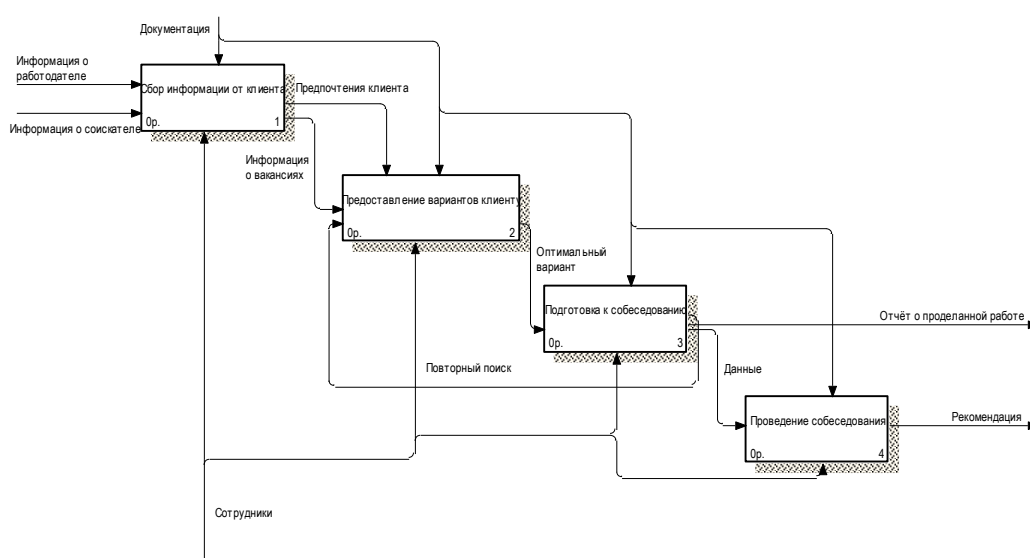 Документация
Информация о
работодателе
Сбор информации от клиента
Предпочтения клиента
0р. 1
Информация о соискателе
Информация
о вакансиях
Предоставление вариантов клиенту
0р. 2
Оптимальный
вариант
Подготовка к собеседованию
Отчёт о проделанной работе
0р. 3
Повторный поиск
Данные
Рекомендация
Проведение собеседования
0р. 4
Сотрудники